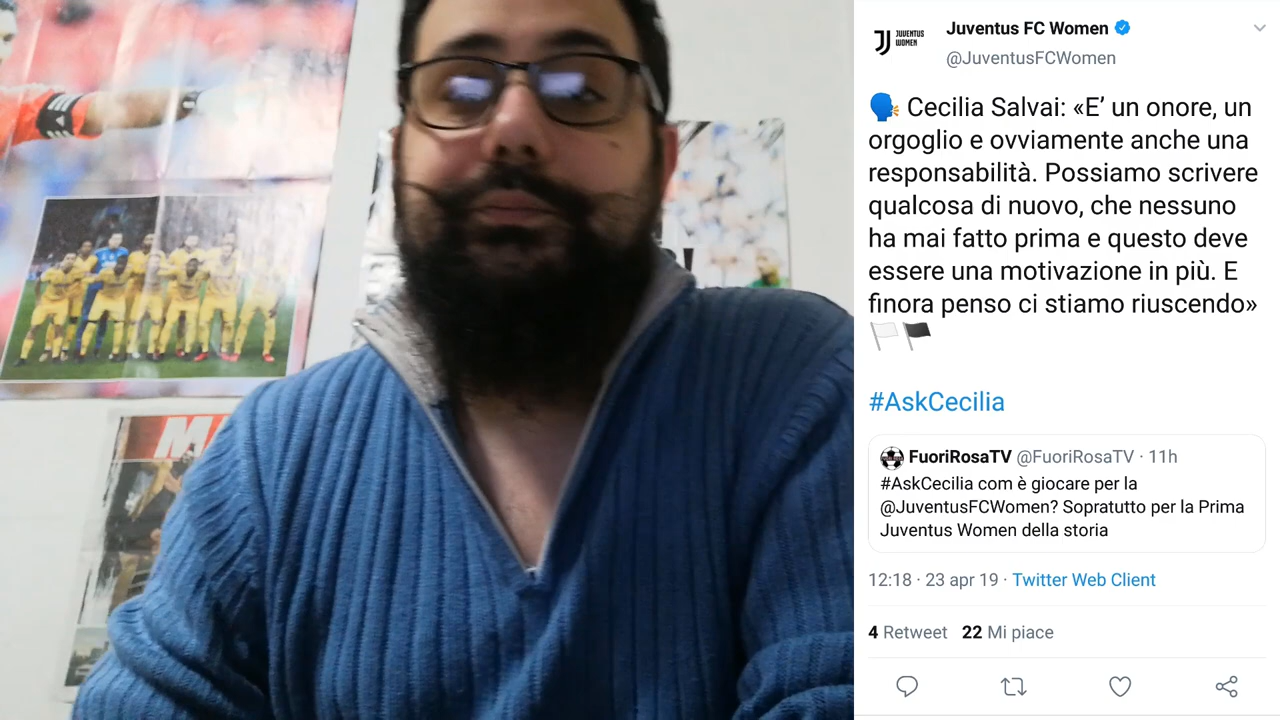 JUVENTUS
WOMEN
Juventus FC Women
@JuventusFCWomen
🗣 Cecilia Salvai: «E’ un onore, un
orgoglio e ovviamente anche una
responsabilità. Possiamo scrivere
qualcosa di nuovo, che nessuno
ha mai fatto prima e questo deve
essere una motivazione in più. E
finora penso ci stiamo riuscendo»
🏳🏴
#AskCecilia
FuoriRosaTV @FuoriRosaTV · 11h
#AskCecilia com è giocare per la
@JuventusFCWomen? Sopratutto per la Prima
Juventus Women della storia
12:18 · 23 apr 19 · Twitter Web Client
4 Retweet 22 Mi piace